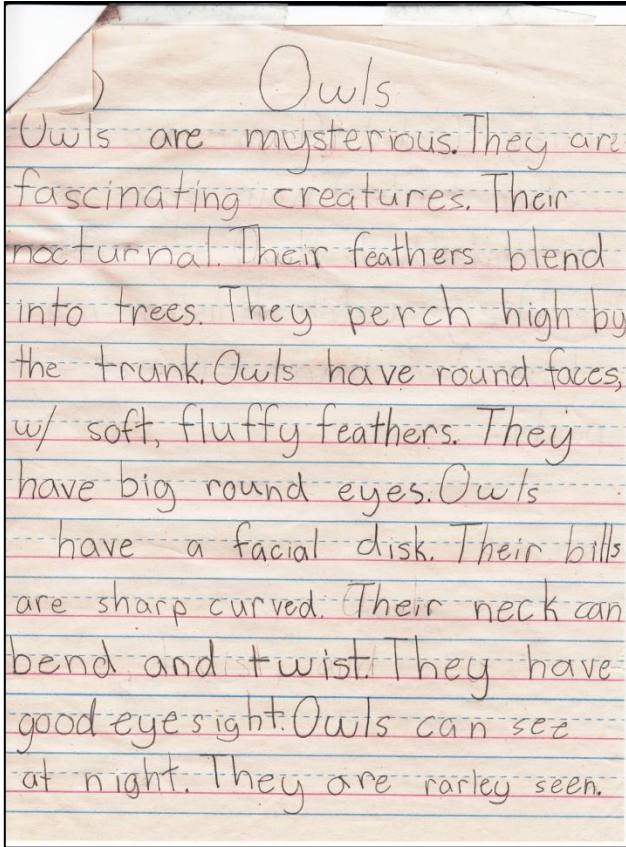 Owls
Owls are mysterious. They are
fascinating creatures. Their
nocturnal. Their feathers blend
into trees. They perch high by
the trunk. Owls have round faces,
w/ soft, fluffy feathers. They
have big round eyes. Owls
have a facial disk. Their bills
are sharp curved. Their neck can
bend and twist. They have
good eyesight. Owls can see
at night. They are rarley seen.